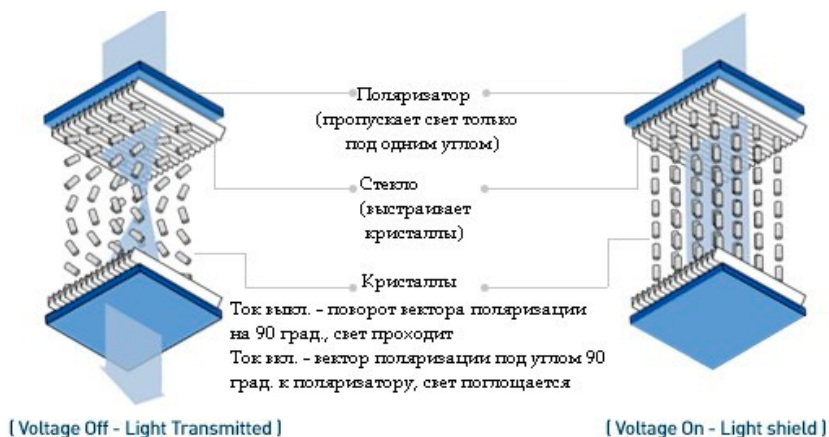 Поляризатор
(пропускает свет только
под одним углом)
Стекло
(выстраивает
кристаллы)
Кристаллы
Ток выкл. - поворот вектора поляризации
на 90 град., свет проходит
Ток вкл. - вектор поляризации под углом 90
град. к поляризатору, свет поглощается
( Voltage Off - Light Transmitted )
( Voltage On - Light shield )